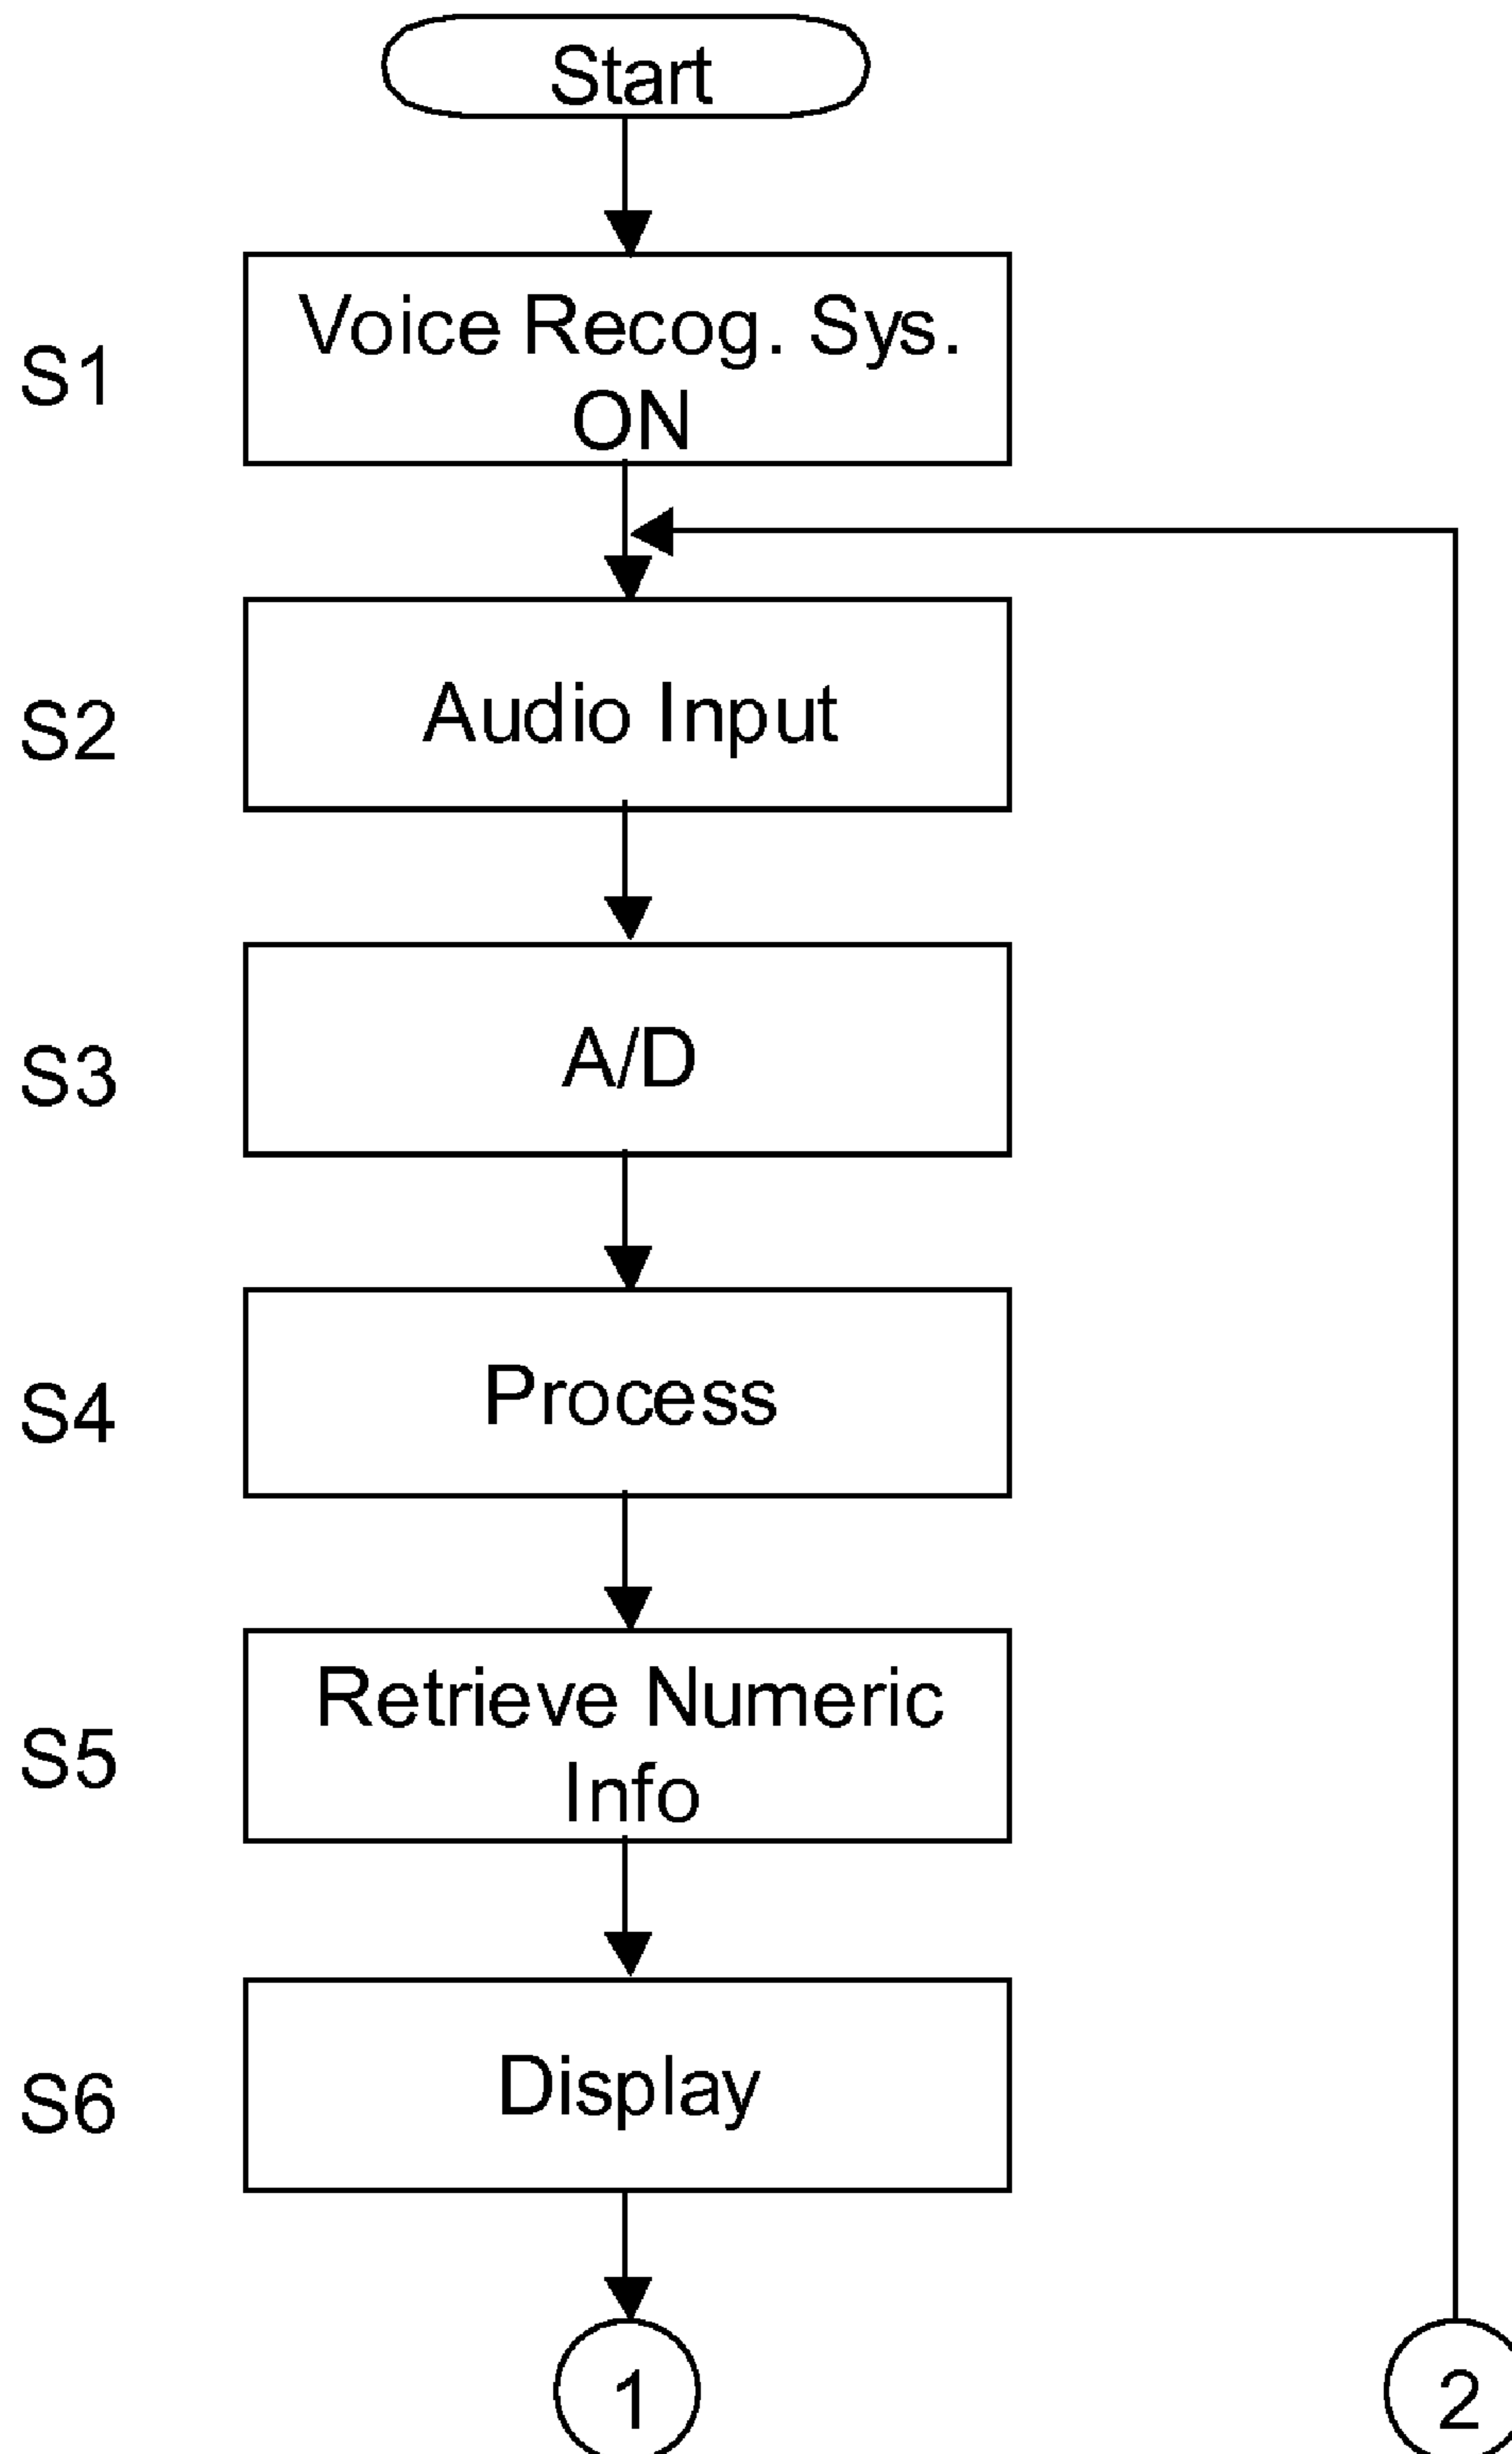 Start
S1
Voice Recog. Sys.
ON
S2
Audio Input
S3
A/D
S4
Process
S5
Retrieve Numeric
Info
S6
Display
1
2